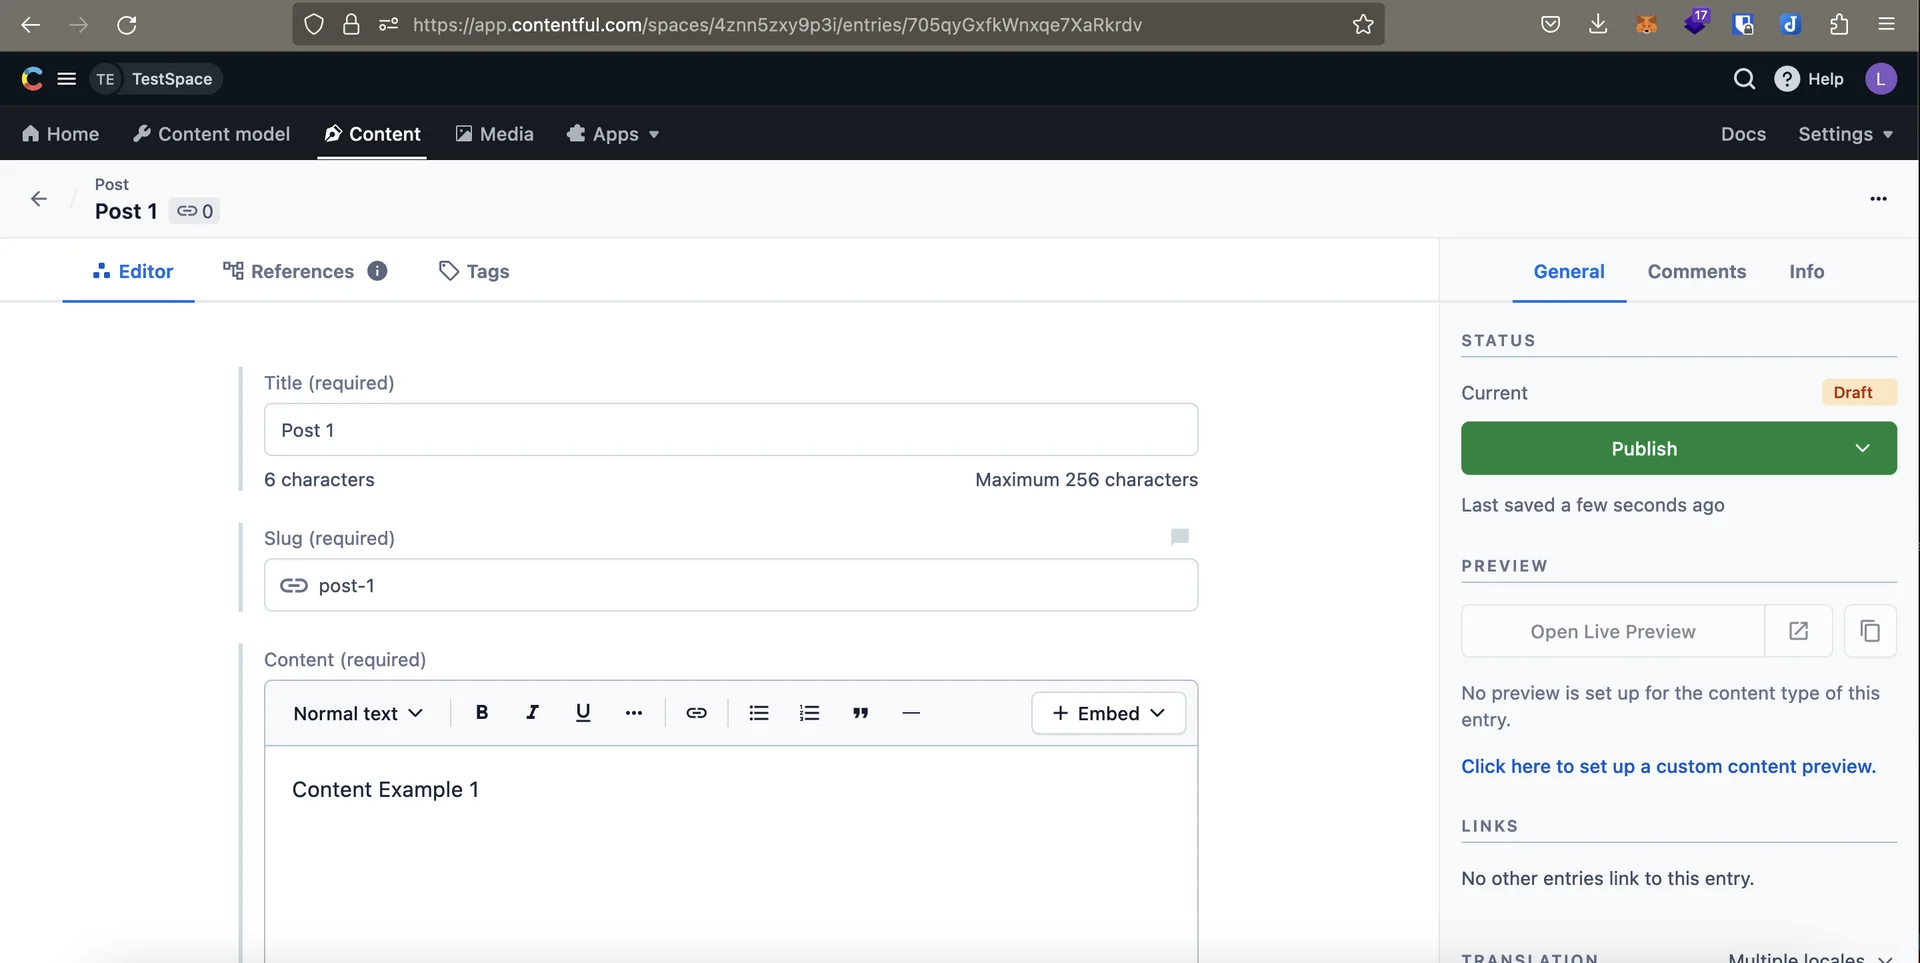 https://app.contentful.com/spaces/4znn5zxy9p3i/entries/705qyGxfkWnxqe7XaRkrdv
17
TE TestSpace
Help
L
Home
Content model
Content
Media
Apps
Docs
Settings
Post
Post 1
0
Editor
References
Tags
General
Comments
Info
Title (required)
Post 1
6 characters
Maximum 256 characters
Slug (required)
post-1
Content (required)
Normal text
B
I
U
+ Embed
Content Example 1
STATUS
Current
Draft
Publish
Last saved a few seconds ago
PREVIEW
Open Live Preview
No preview is set up for the content type of this
entry.
Click here to set up a custom content preview.
LINKS
No other entries link to this entry.
TRANSLATION
Multiple locales